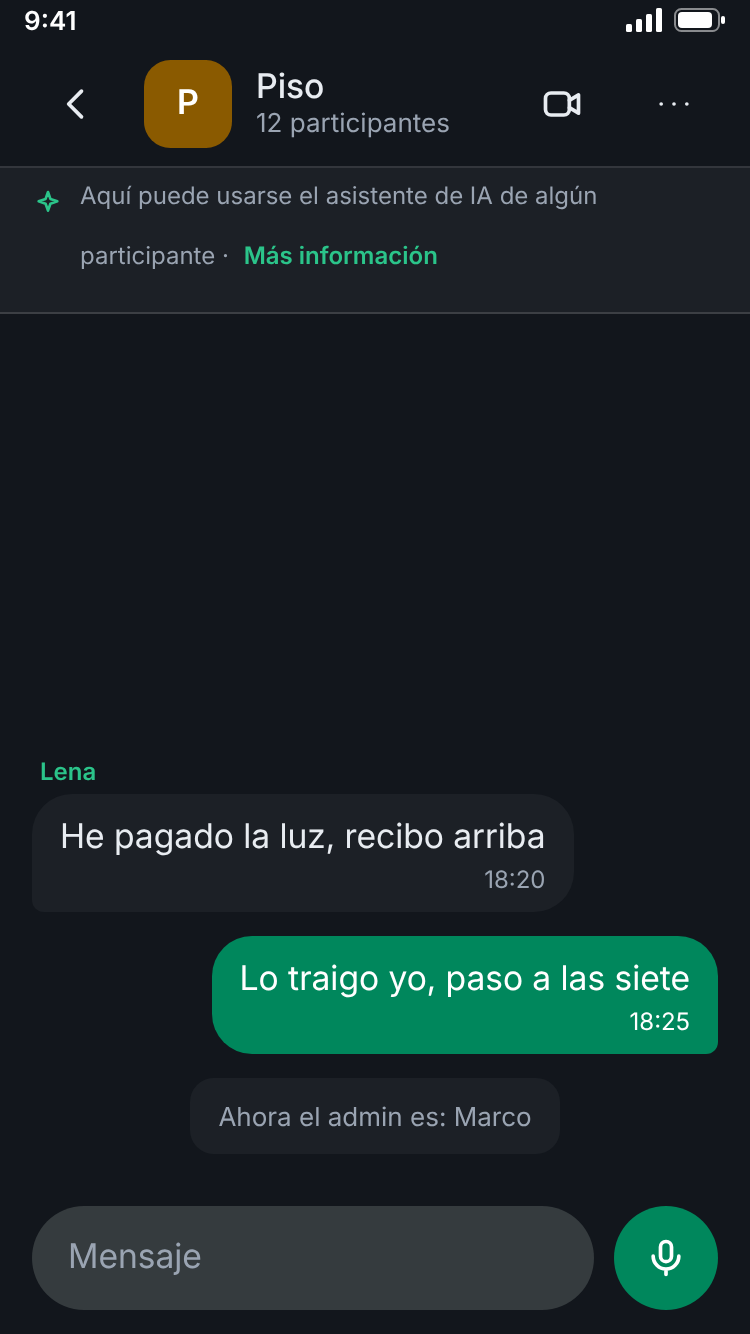 9:41
P
Piso
12 participantes
···
Aquí puede usarse el asistente de IA de algún
participante · Más información
Lena
He pagado la luz, recibo arriba
18:20
Lo traigo yo, paso a las siete
18:25
Ahora el admin es: Marco
Mensaje